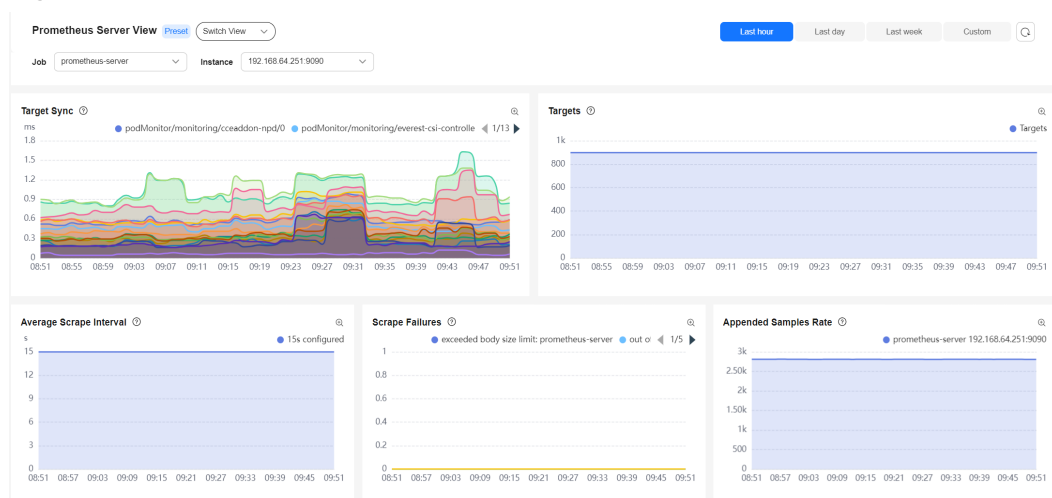 Prometheus Server View Preset Switch View
Last hour Last day Last week Custom
Job prometheus-server Instance 192.168.64.251:9090
Target Sync
ms podMonitor/monitoring/cceaddon-npd/0 podMonitor/monitoring/everest-csi-controlle 1/13
1.8
1.5
1.2
0.9
0.6
0.3
0
08:51 08:55 08:59 09:03 09:07 09:11 09:15 09:19 09:23 09:27 09:31 09:35 09:39 09:43 09:47 09:51
Targets
Targets
1k
800
600
400
200
0
08:51 08:55 08:59 09:03 09:07 09:11 09:15 09:19 09:23 09:27 09:31 09:35 09:39 09:43 09:47 09:51
Average Scrape Interval
s 15s configured
15
12
9
6
3
0
08:51 08:57 09:03 09:09 09:15 09:21 09:27 09:33 09:39 09:45 09:51
Scrape Failures
exceeded body size limit: prometheus-server out o 1/5
1
0.8
0.6
0.4
0.2
0
08:51 08:57 09:03 09:09 09:15 09:21 09:27 09:33 09:39 09:45 09:51
Appended Samples Rate
prometheus-server 192.168.64.251:9090
3k
2.50k
2k
1.50k
1k
500
0
08:51 08:57 09:03 09:09 09:15 09:21 09:27 09:33 09:39 09:45 09:51